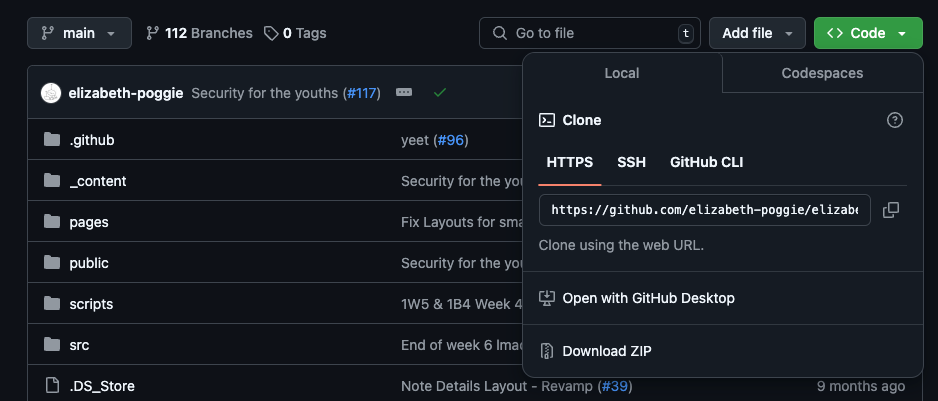 main 112 Branches 0 Tags Go to file t Add file <> Code
Local Codespaces
elizabeth-poggie Security for the youths (#117)
Clone
.github yeet (#96)
HTTPS SSH GitHub CLI
_content Security for the you
https://github.com/elizabeth-poggie/elizabe
pages Fix Layouts for sma
Clone using the web URL.
public Security for the you
Open with GitHub Desktop
scripts 1W5 & 1B4 Week 4
src End of week 6 Imac
Download ZIP
.DS_Store Note Details Layout - Revamp (#39) 9 months ago